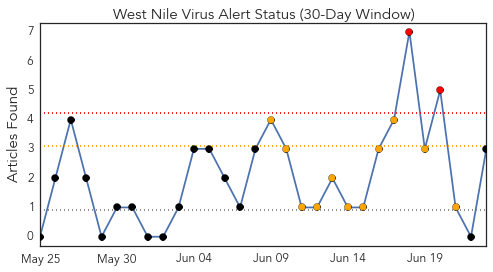 West Nile Virus Alert Status (30-Day Window)
Articles Found
7
6
5
4
3
2
1
0
May 25 May 30 Jun 04 Jun 09 Jun 14 Jun 19